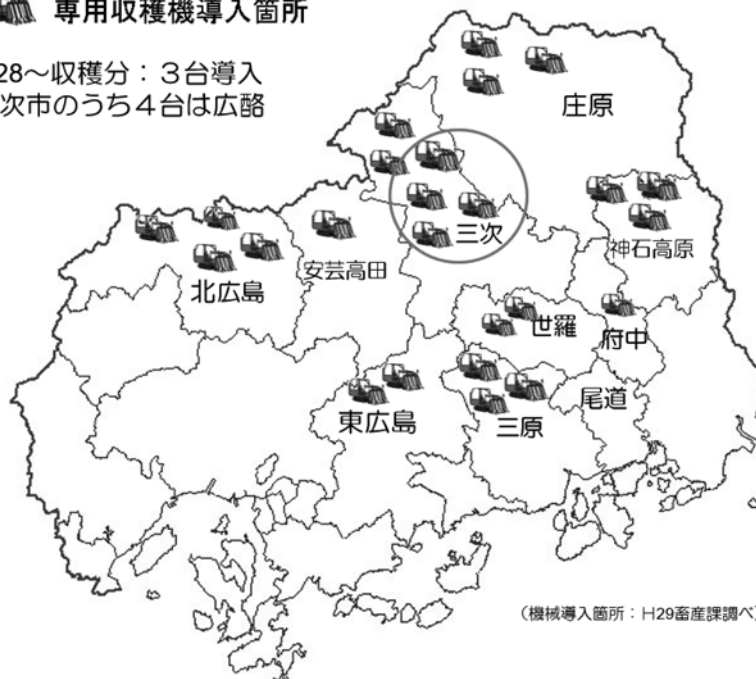 専用収穫機導入箇所
28～収穫分：３台導入
次市のうち４台は広酪
庄原
三次
神石高原
安芸高田
北広島
世羅
府中
尾道
東広島
三原
（機械導入箇所：H29畜産課調べ）